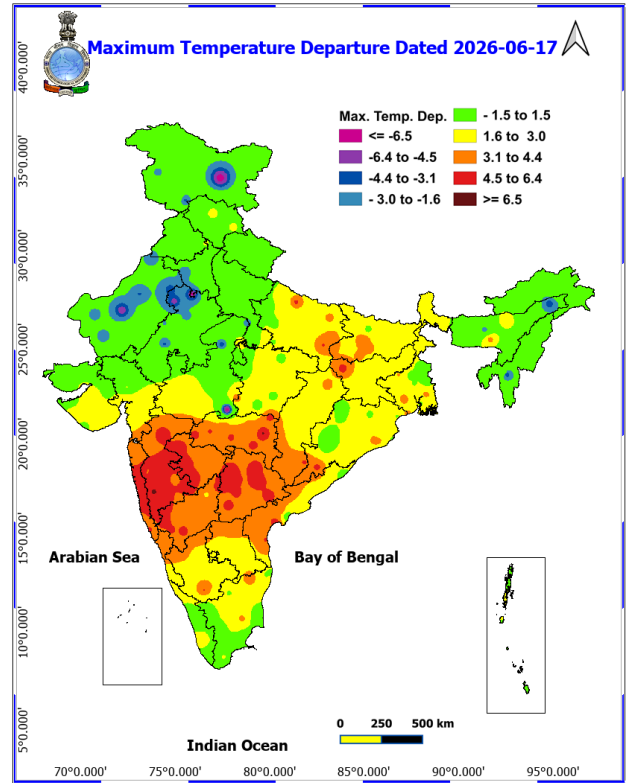 Maximum Temperature Departure Dated 2026-06-17
Max. Temp. Dep.
<= -6.5
-6.4 to -4.5
-4.4 to -3.1
- 3.0 to -1.6
- 1.5 to 1.5
1.6 to 3.0
3.1 to 4.4
4.5 to 6.4
>= 6.5
40°0.000'
35°0.000'
30°0.000'
25°0.000'
20°0.000'
15°0.000'
10°0.000'
5°0.000'
Arabian Sea
Bay of Bengal
Indian Ocean
0 250 500 km
70°0.000' 75°0.000' 80°0.000' 85°0.000' 90°0.000' 95°0.000'